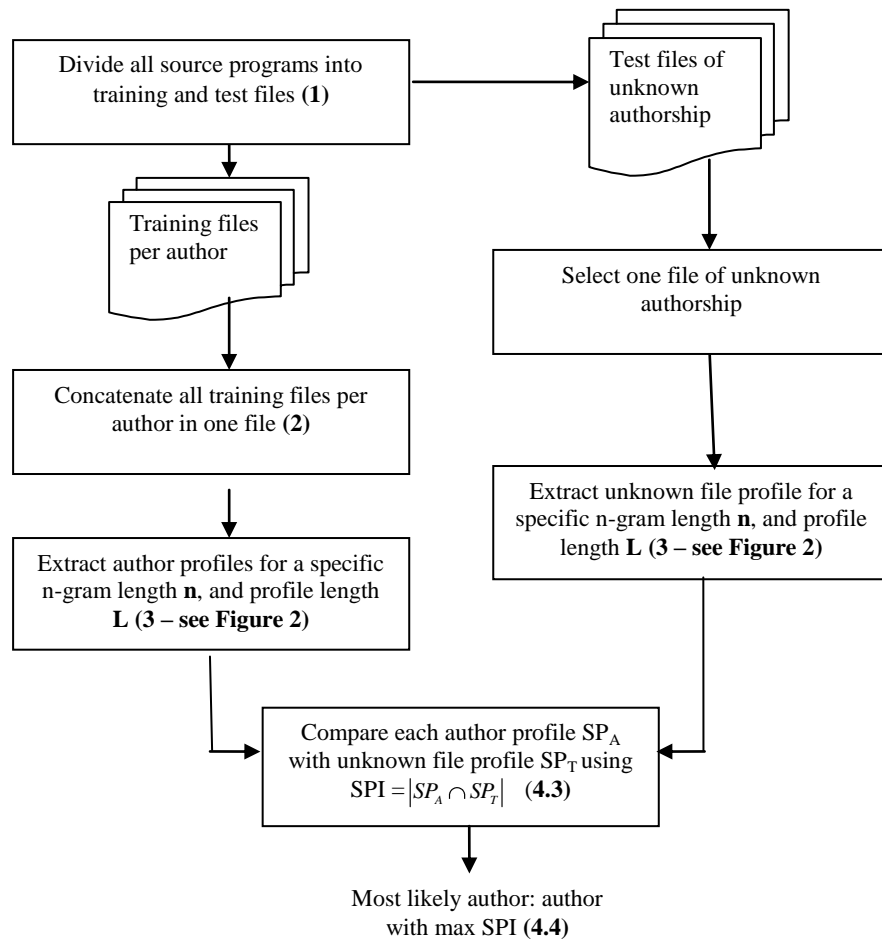 Divide all source programs into
training and test files (1)
Test files of
unknown
authorship
Training files
per author
Select one file of unknown
authorship
Concatenate all training files per
author in one file (2)
Extract unknown file profile for a
specific n-gram length n, and profile
length L (3 – see Figure 2)
Extract author profiles for a specific
n-gram length n, and profile length
L (3 – see Figure 2)
Compare each author profile SP_A
with unknown file profile SP_T using
SPI = |SP_A ∩ SP_T| (4.3)
Most likely author: author
with max SPI (4.4)